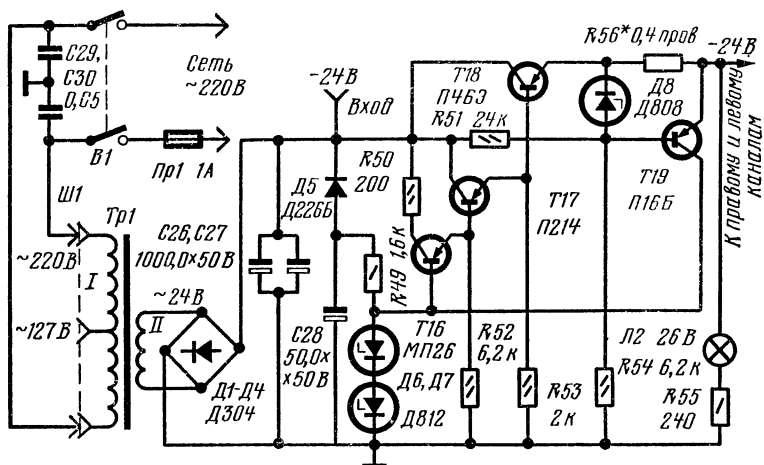 С29,
С30
0,05
Сеть
~220В
В1
Пр1 1А
Ш1
Тр1
~220В
I
~127В
II
~24В
С26, С27
1000,0×50В
Д1-Д4
Д304
-24В
Вход
Д5
Д226Б
С28
50,0×
×50В
R50
200
R49 1,6к
Т16
МП26
Д6, Д7
Д812
Т18
П4БЭ
R51 24к
Т17
П214
R52
6,2к
R53
2к
R56* 0,4 пров
-24В
Д8
Д808
Т19
П16Б
К правому и левому
каналам
Л2 26В
R54 6,2к
R55
240